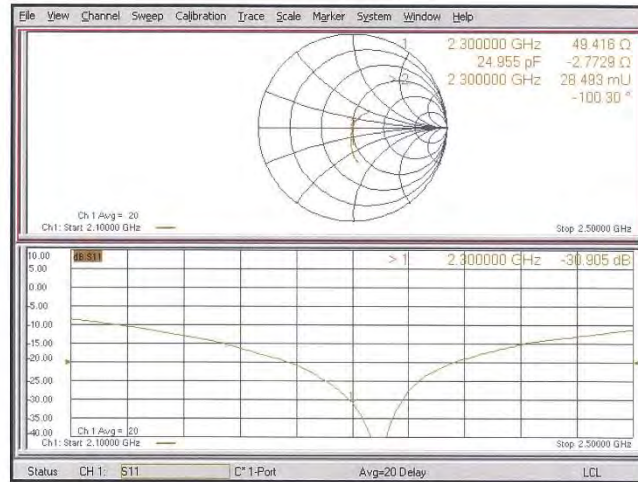 File View Channel Sweep Calibration Trace Scale Marker System Window Help
1 2.300000 GHz 49.416 Ω
24.955 pF -2.7729 Ω
>2 2.300000 GHz 28.493 mU
-100.30 °
Ch 1 Avg = 20
Ch1: Start 2.10000 GHz Stop 2.50000 GHz
10.00 dB S11 > 1 2.300000 GHz -30.905 dB
5.00
0.00
-5.00
-10.00
-15.00
-20.00
-25.00
-30.00 1
-35.00
-40.00 Ch 1 Avg = 20
Ch1: Start 2.10000 GHz Stop 2.50000 GHz
Status CH 1: S11 C* 1-Port Avg=20 Delay LCL